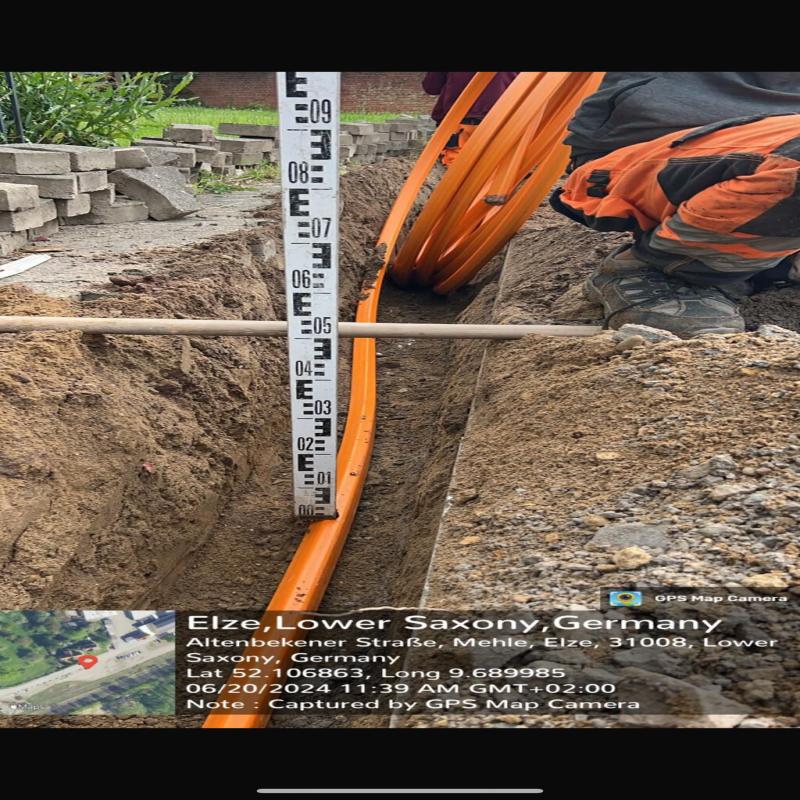 09
08
07
06
05
04
03
02
01
00
GPS Map Camera
Elze,Lower Saxony,Germany
Altenbekener Straße, Mehle, Elze, 31008, Lower
Saxony, Germany
Lat 52.106863, Long 9.689985
06/20/2024 11:39 AM GMT+02:00
Note : Captured by GPS Map Camera
Maps